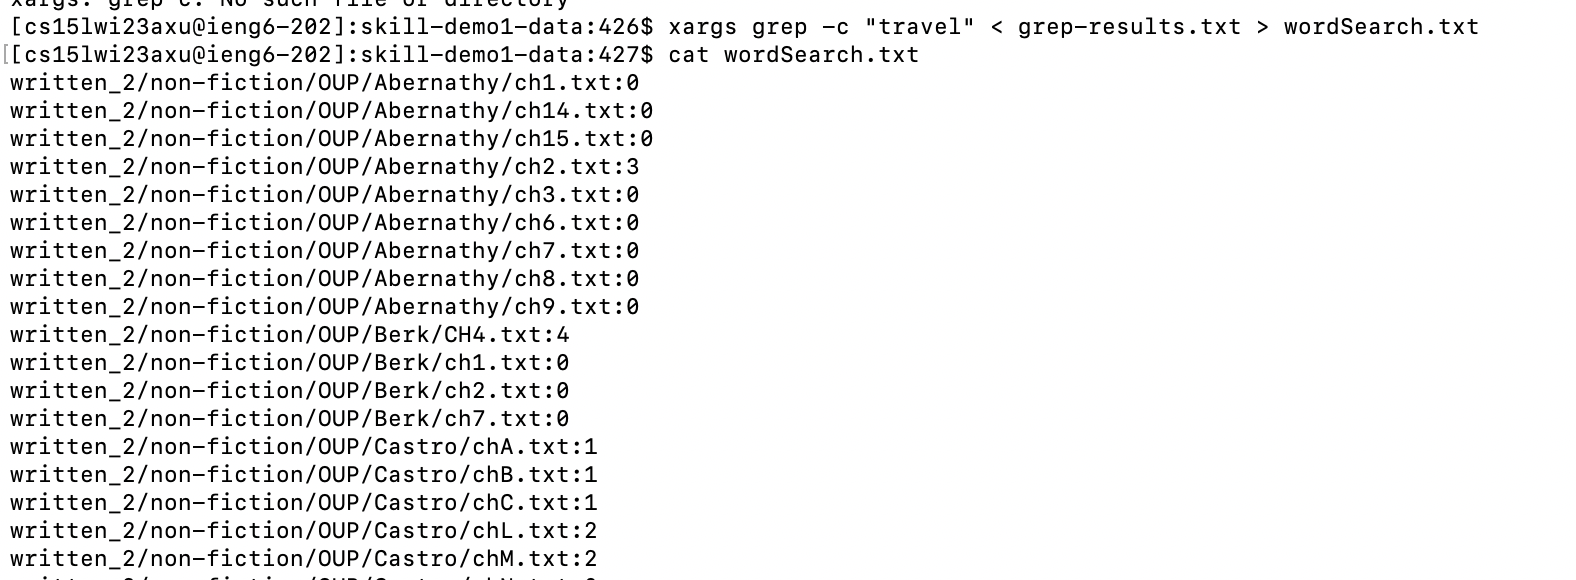 xargs: grep c: No such file or directory
[cs15lwi23axu@ieng6-202]:skill-demo1-data:426$ xargs grep -c "travel" < grep-results.txt > wordSearch.txt
[[cs15lwi23axu@ieng6-202]:skill-demo1-data:427$ cat wordSearch.txt
written_2/non-fiction/OUP/Abernathy/ch1.txt:0
written_2/non-fiction/OUP/Abernathy/ch14.txt:0
written_2/non-fiction/OUP/Abernathy/ch15.txt:0
written_2/non-fiction/OUP/Abernathy/ch2.txt:3
written_2/non-fiction/OUP/Abernathy/ch3.txt:0
written_2/non-fiction/OUP/Abernathy/ch6.txt:0
written_2/non-fiction/OUP/Abernathy/ch7.txt:0
written_2/non-fiction/OUP/Abernathy/ch8.txt:0
written_2/non-fiction/OUP/Abernathy/ch9.txt:0
written_2/non-fiction/OUP/Berk/CH4.txt:4
written_2/non-fiction/OUP/Berk/ch1.txt:0
written_2/non-fiction/OUP/Berk/ch2.txt:0
written_2/non-fiction/OUP/Berk/ch7.txt:0
written_2/non-fiction/OUP/Castro/chA.txt:1
written_2/non-fiction/OUP/Castro/chB.txt:1
written_2/non-fiction/OUP/Castro/chC.txt:1
written_2/non-fiction/OUP/Castro/chL.txt:2
written_2/non-fiction/OUP/Castro/chM.txt:2